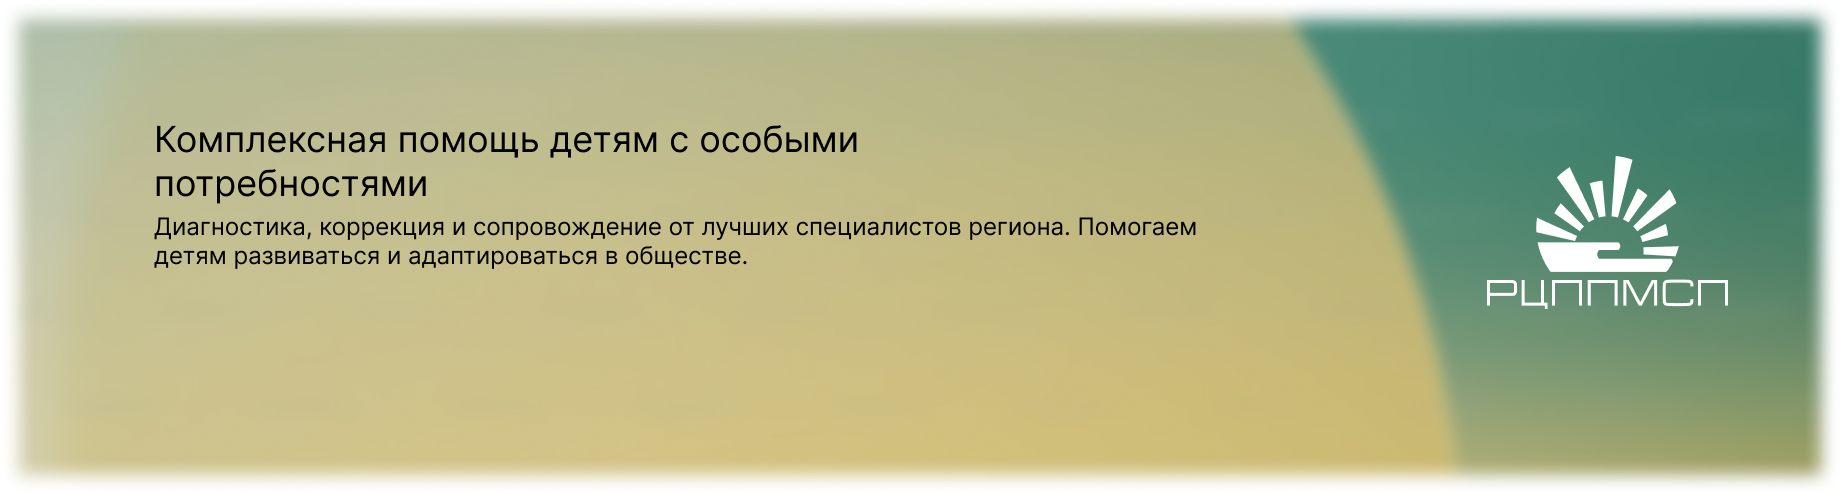 Комплексная помощь детям с особыми
потребностями
Диагностика, коррекция и сопровождение от лучших специалистов региона. Помогаем
детям развиваться и адаптироваться в обществе.
РЦППМСП